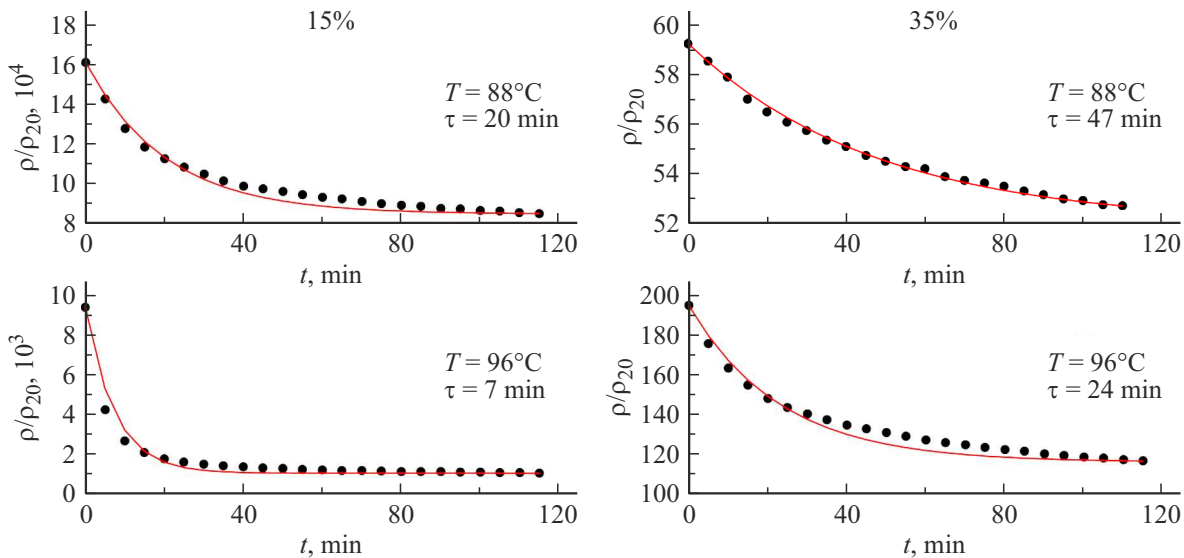 15%
ρ/ρ20, 10^4
18
16
14
12
10
8
T = 88°C
τ = 20 min
0 40 80 120
t, min
35%
ρ/ρ20
60
58
56
54
52
T = 88°C
τ = 47 min
0 40 80 120
t, min
ρ/ρ20, 10^3
10
8
6
4
2
0
T = 96°C
τ = 7 min
0 40 80 120
t, min
ρ/ρ20
200
180
160
140
120
100
T = 96°C
τ = 24 min
0 40 80 120
t, min